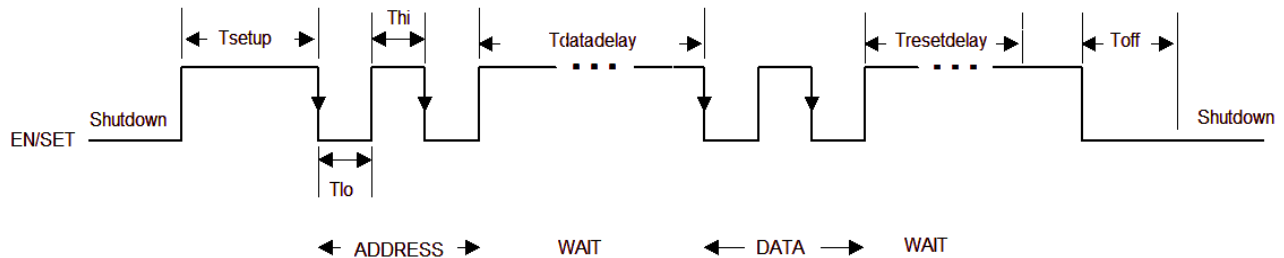 Thi
Tsetup
Tdatadelay
Tresetdelay
Toff
Shutdown
Shutdown
EN/SET
Tlo
ADDRESS
WAIT
DATA
WAIT